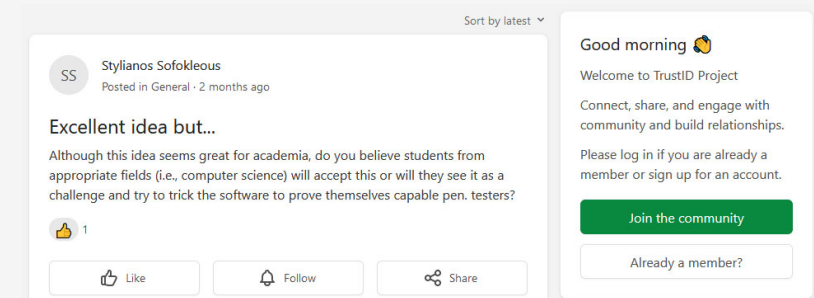 Sort by latest
SS
Stylianos Sofokleous
Posted in General · 2 months ago
Excellent idea but...
Although this idea seems great for academia, do you believe students from
appropriate fields (i.e., computer science) will accept this or will they see it as a
challenge and try to trick the software to prove themselves capable pen. testers?
1
Like
Follow
Share
Good morning
Welcome to TrustID Project
Connect, share, and engage with
community and build relationships.
Please log in if you are already a
member or sign up for an account.
Join the community
Already a member?